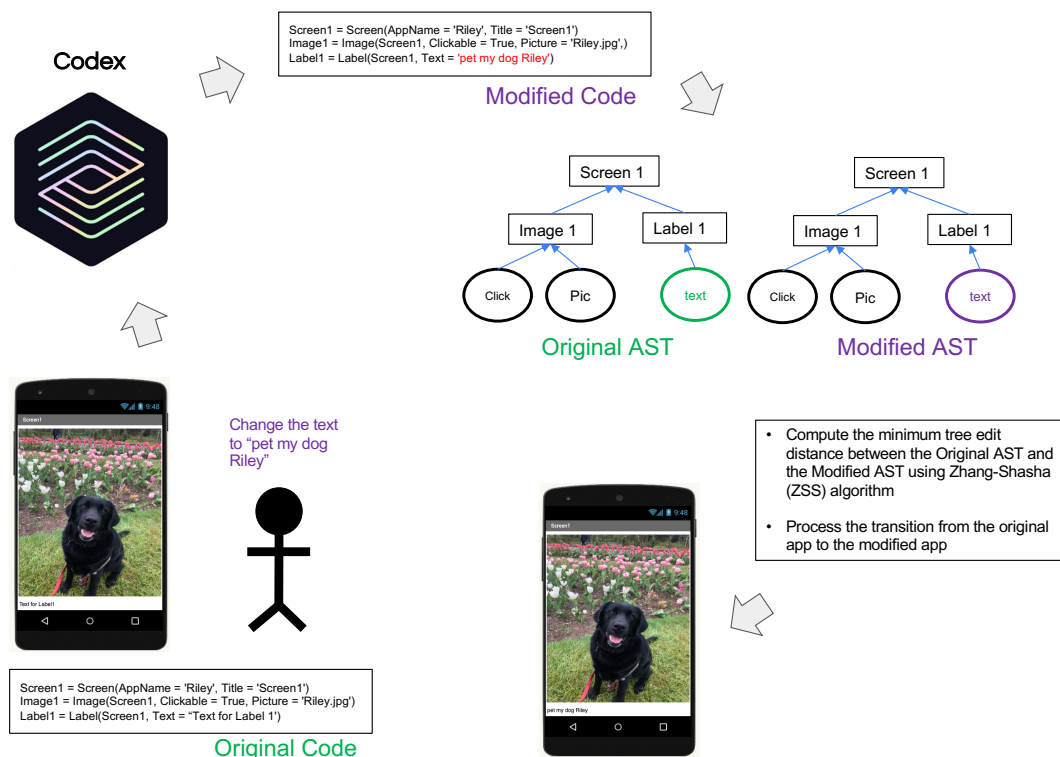 Screen1 = Screen(AppName = 'Riley', Title = 'Screen1')
Image1 = Image(Screen1, Clickable = True, Picture = 'Riley.jpg',)
Label1 = Label(Screen1, Text = 'pet my dog Riley')
Codex
Modified Code
Screen 1
Image 1
Label 1
Click
Pic
text
Original AST
Screen 1
Image 1
Label 1
Click
Pic
text
Modified AST
9:48
Screen1
Text for Label1
Change the text
to “pet my dog
Riley”
Screen1 = Screen(AppName = 'Riley', Title = 'Screen1')
Image1 = Image(Screen1, Clickable = True, Picture = 'Riley.jpg')
Label1 = Label(Screen1, Text = “Text for Label 1')
Original Code
• Compute the minimum tree edit
distance between the Original AST and
the Modified AST using Zhang-Shasha
(ZSS) algorithm
• Process the transition from the original
app to the modified app
9:48
Screen1
pet my dog Riley